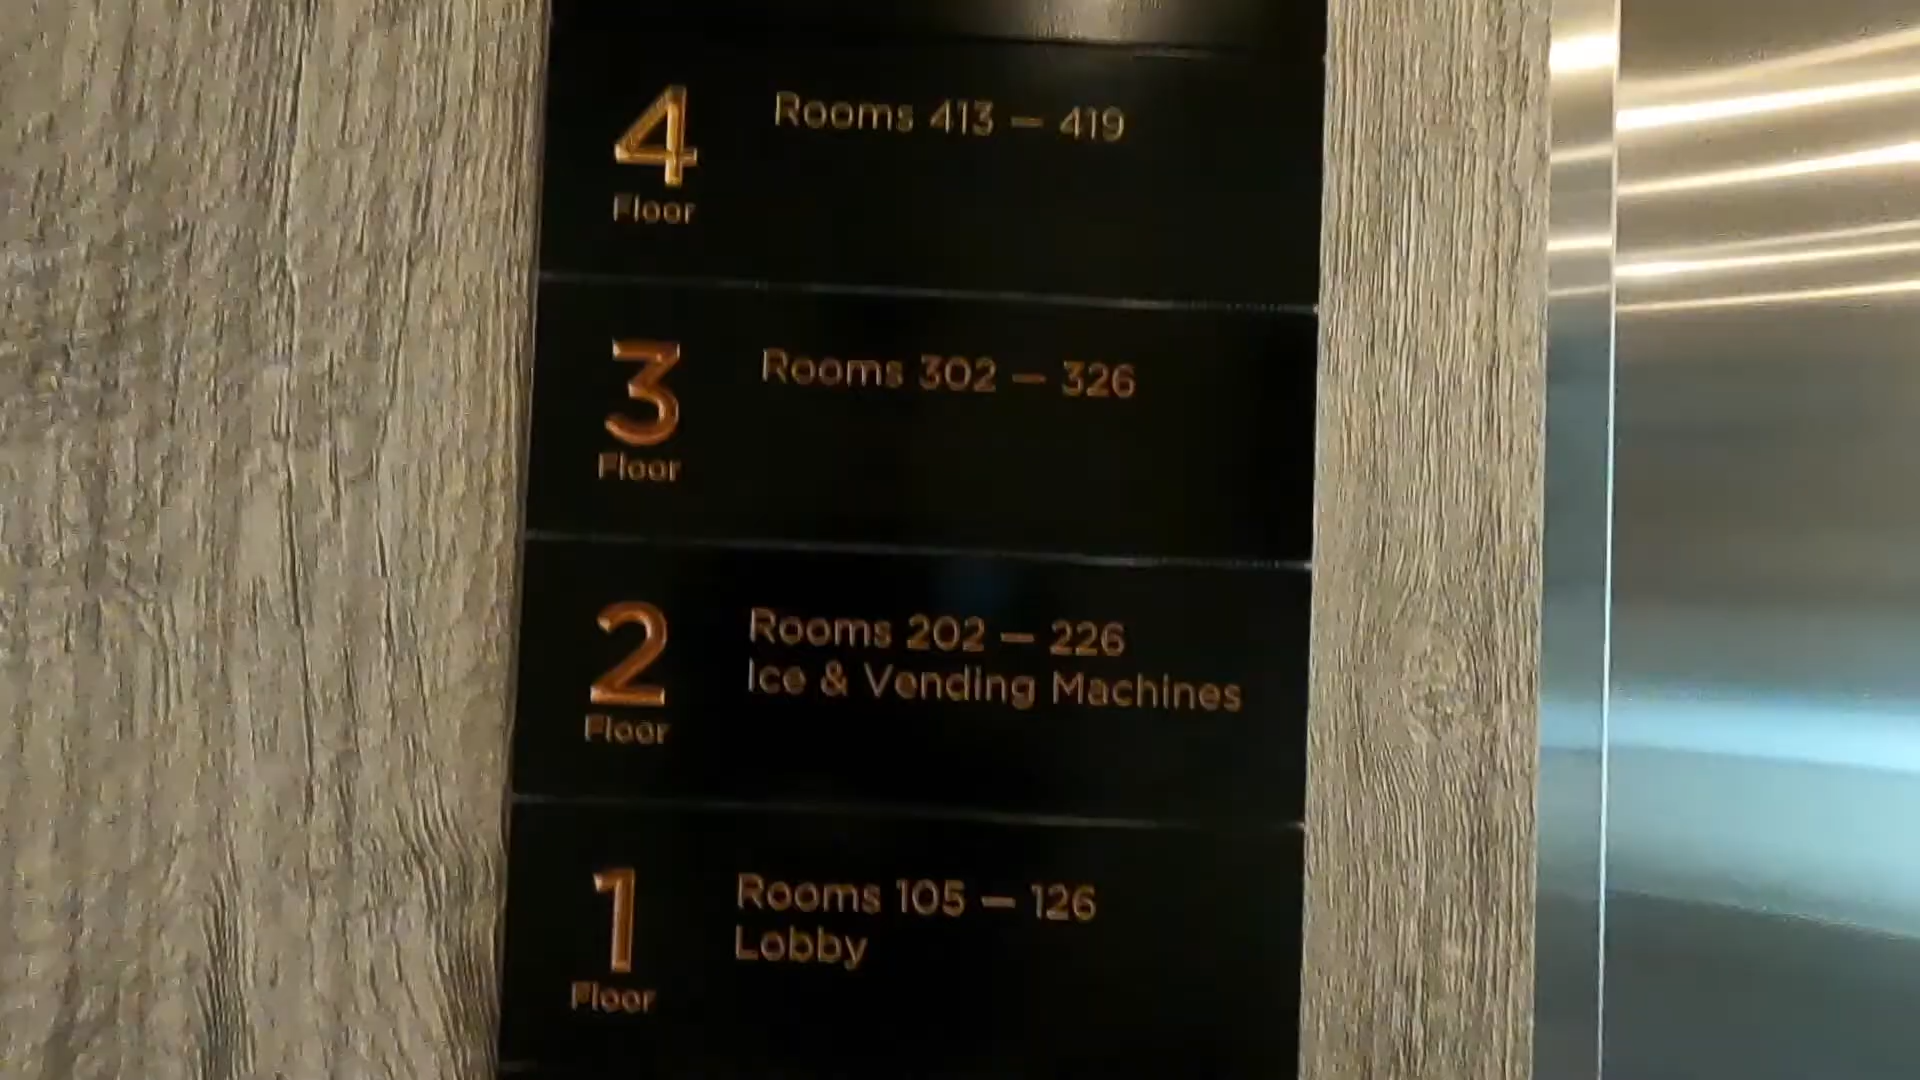 4
Floor
Rooms 413 — 419
3
Floor
Rooms 302 — 326
2
Floor
Rooms 202 — 226
Ice & Vending Machines
1
Floor
Rooms 105 — 126
Lobby